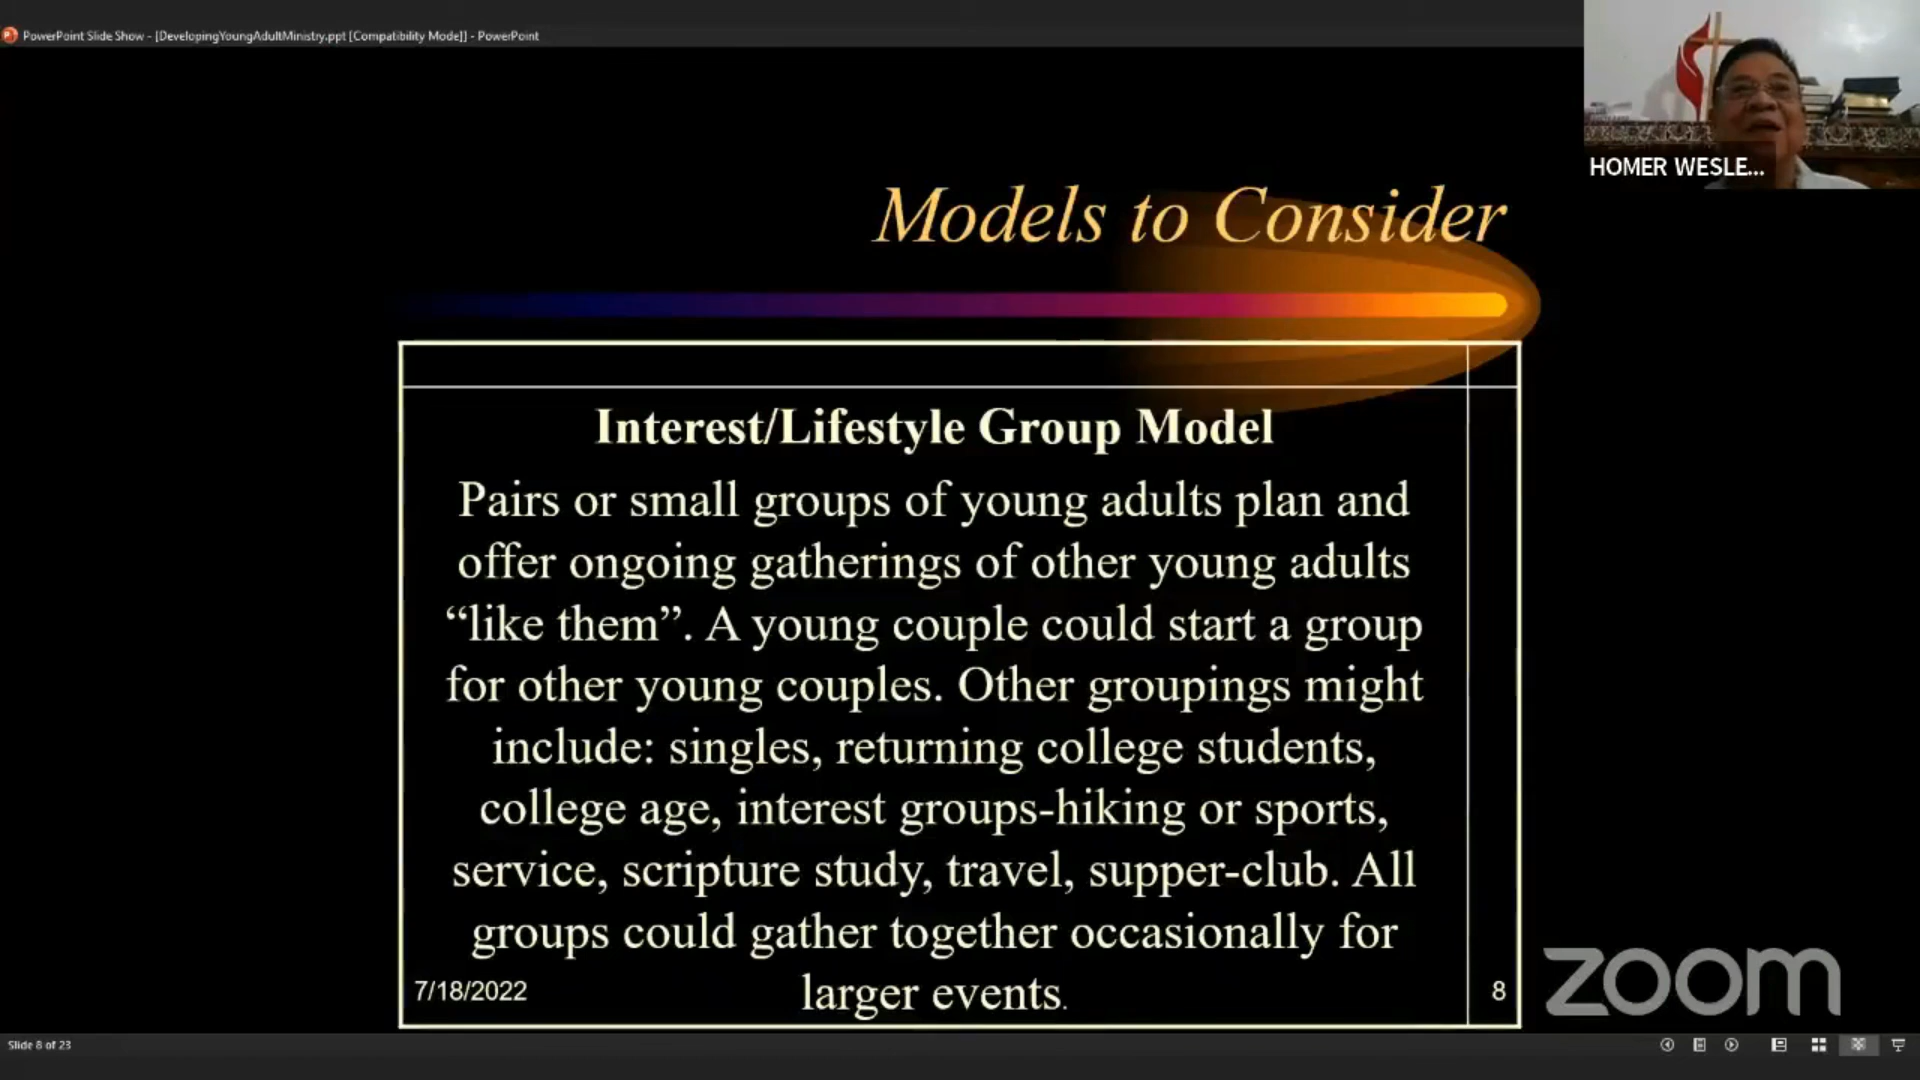 PowerPoint Slide Show - [DevelopingYoungAdultMinistry.ppt [Compatibility Mode]] - PowerPoint
HOMER WESLE...
Models to Consider
Interest/Lifestyle Group Model
Pairs or small groups of young adults plan and
offer ongoing gatherings of other young adults
“like them”. A young couple could start a group
for other young couples. Other groupings might
include: singles, returning college students,
college age, interest groups-hiking or sports,
service, scripture study, travel, supper-club. All
groups could gather together occasionally for
larger events.
7/18/2022
8
zoom
Slide 8 of 23